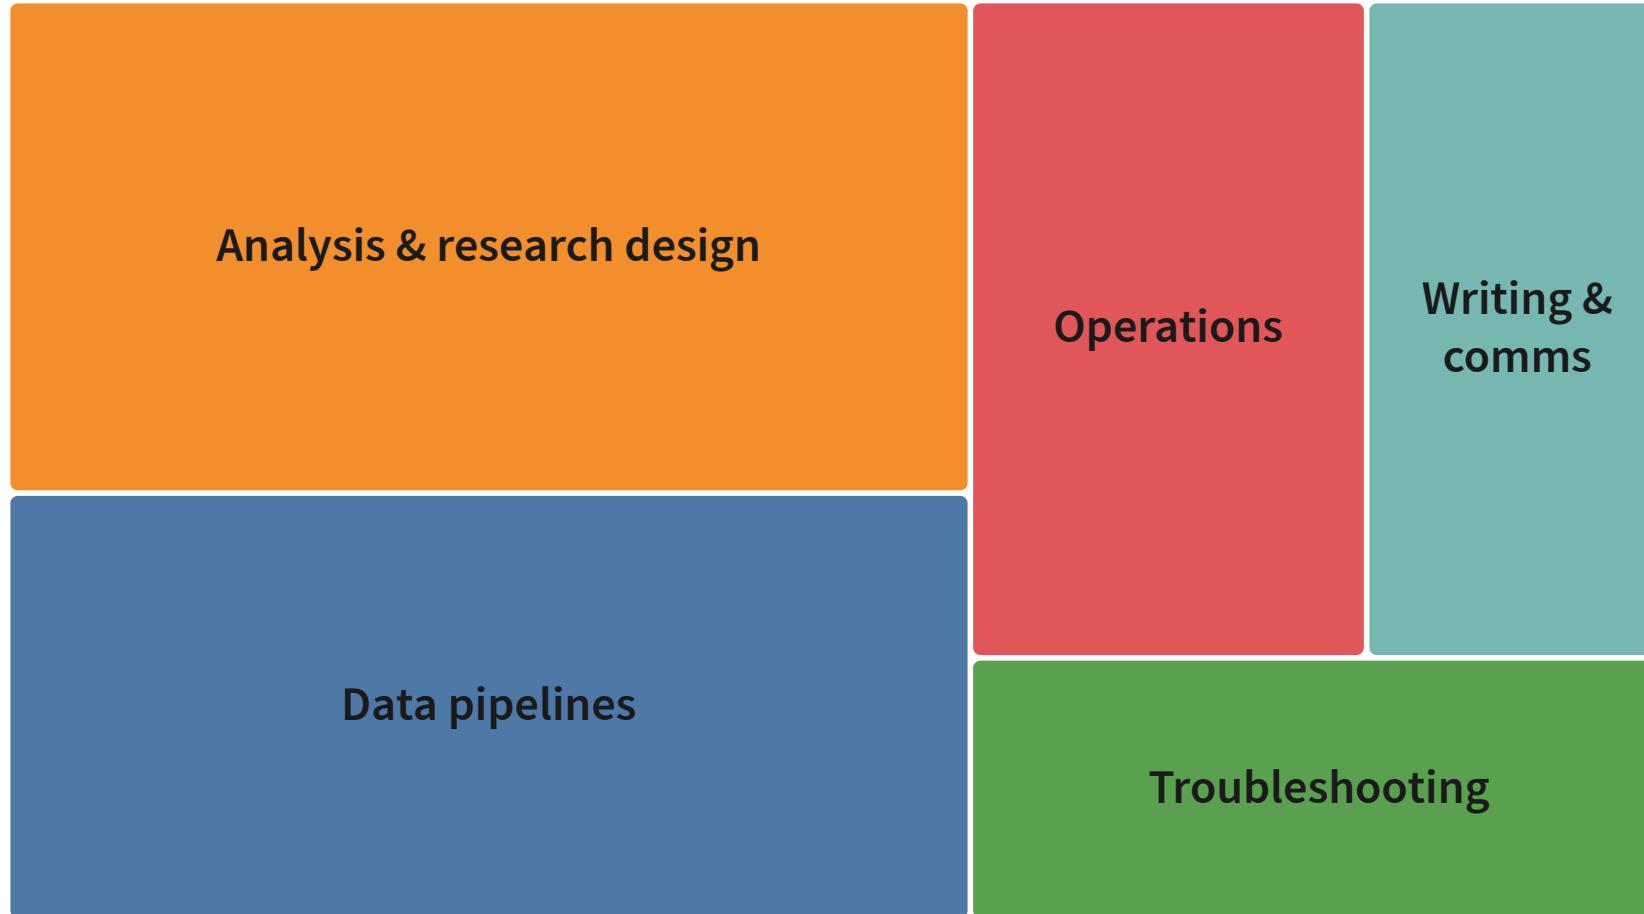 Analysis & research design
Operations
Writing &
comms
Data pipelines
Troubleshooting